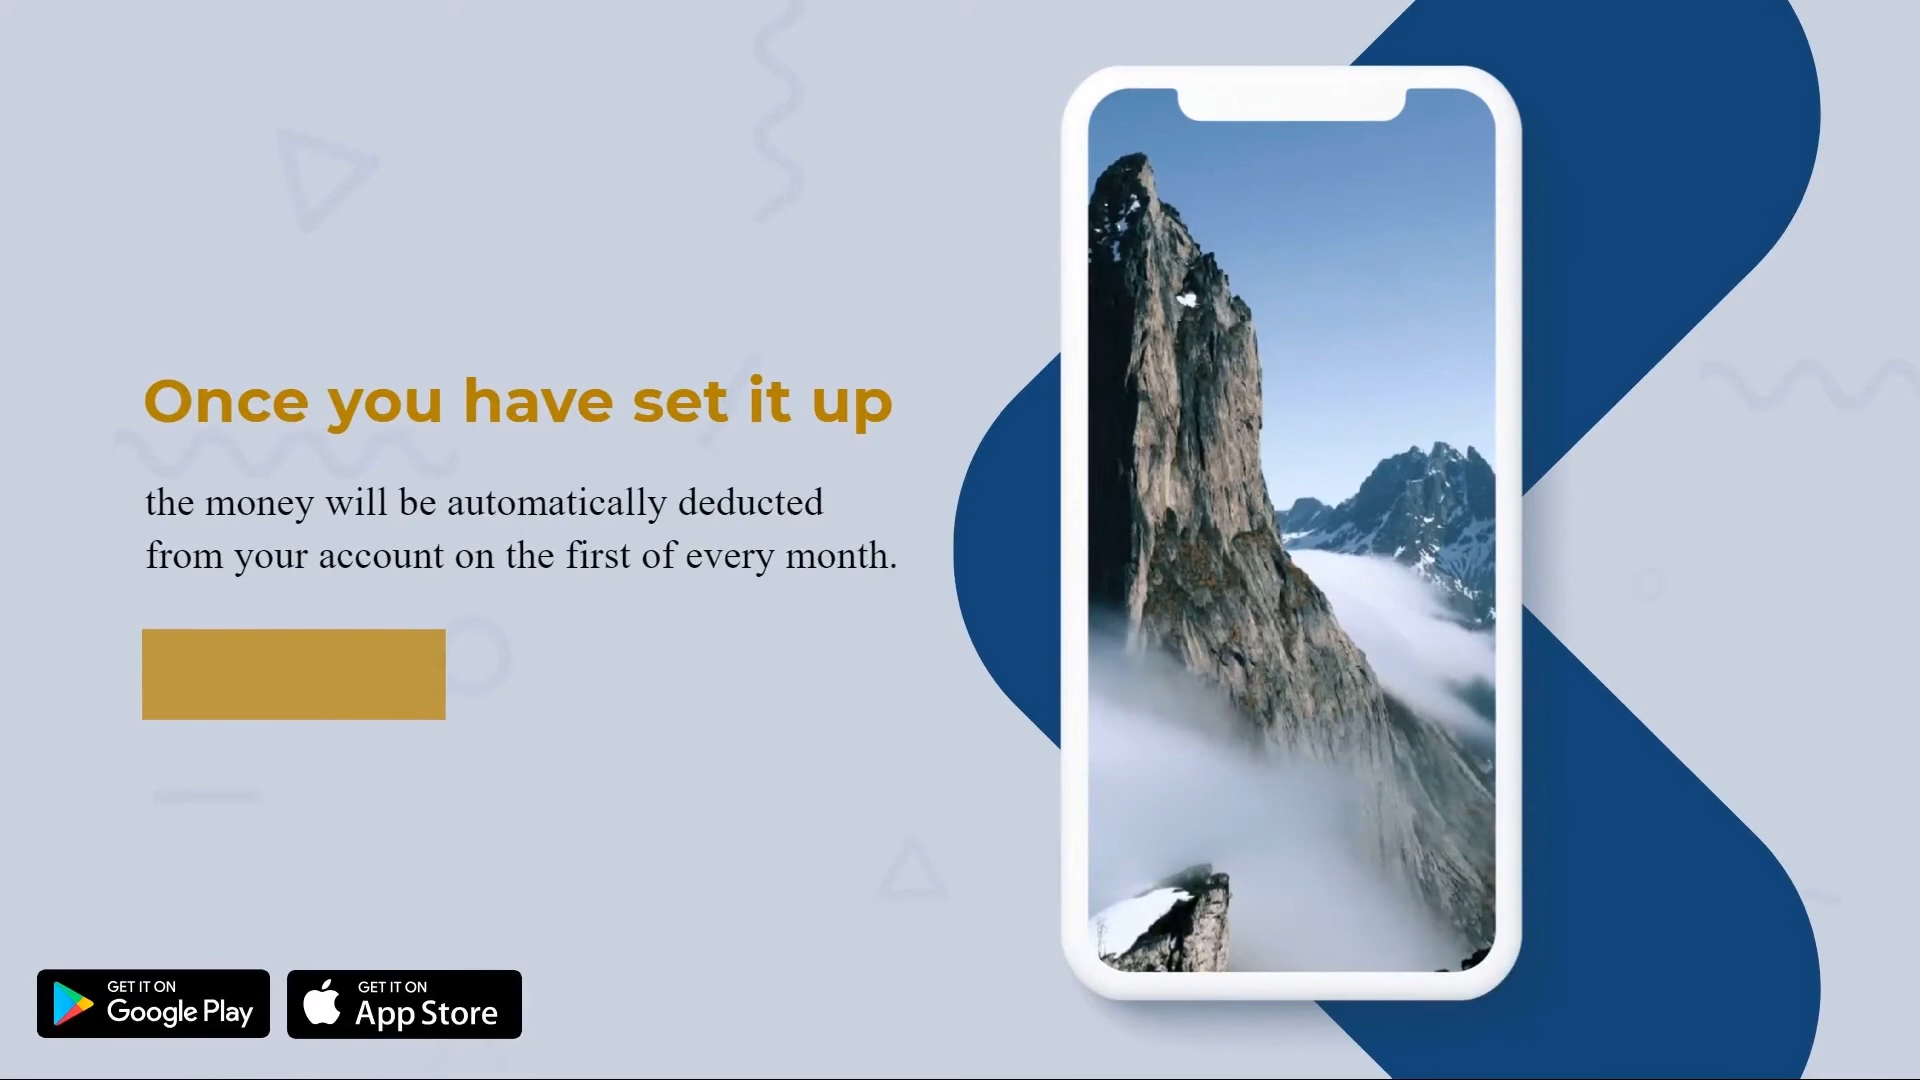 Once you have set it up
the money will be automatically deducted
from your account on the first of every month.
GET IT ON
Google Play
GET IT ON
App Store